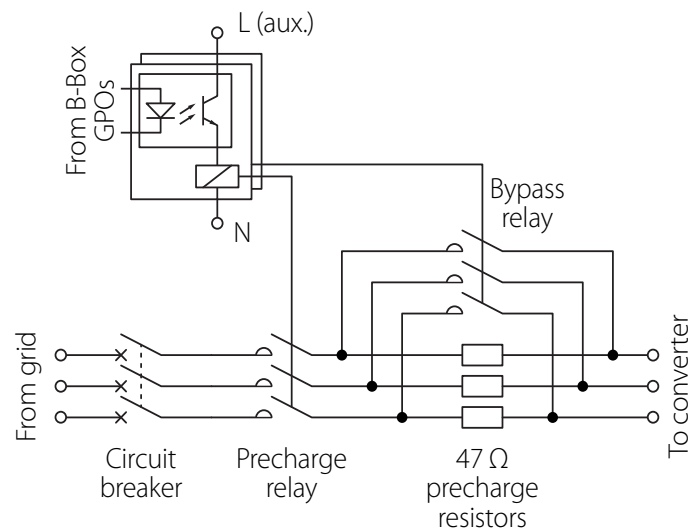 L (aux.)
From B-Box
GPOs
N
Bypass
relay
From grid
To converter
Circuit
breaker
Precharge
relay
47 Ω
precharge
resistors